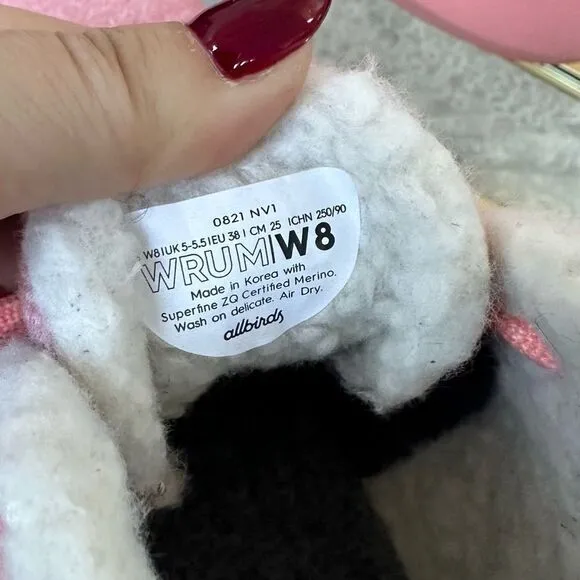 0821 NV1
W8 | UK 5-5.5 | EU 38 | CM 25 | CHN 250/90
WRUM|W8
Made in Korea with
Superfine ZQ Certified Merino.
Wash on delicate. Air Dry.
allbirds